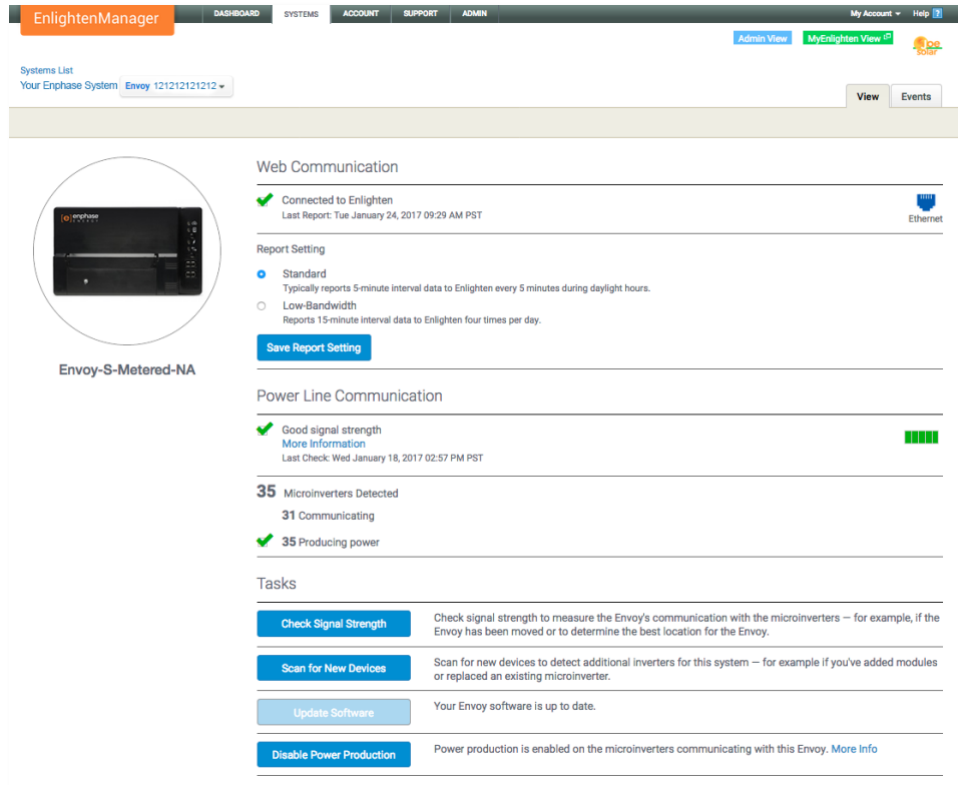 EnlightenManager
DASHBOARD SYSTEMS ACCOUNT SUPPORT ADMIN
My Account Help ?
Admin View MyEnlighten View
oe
solar
Systems List
Your Enphase System Envoy 121212121212
View Events
Web Communication
Connected to Enlighten
Last Report: Tue January 24, 2017 09:29 AM PST
Ethernet
[e] enphase
ENERGY
Report Setting
Standard
Typically reports 5-minute interval data to Enlighten every 5 minutes during daylight hours.
Low-Bandwidth
Reports 15-minute interval data to Enlighten four times per day.
Save Report Setting
Envoy-S-Metered-NA
Power Line Communication
Good signal strength
More Information
Last Check: Wed January 18, 2017 02:57 PM PST
35 Microinverters Detected
31 Communicating
35 Producing power
Tasks
Check Signal Strength
Check signal strength to measure the Envoy's communication with the microinverters — for example, if the
Envoy has been moved or to determine the best location for the Envoy.
Scan for New Devices
Scan for new devices to detect additional inverters for this system — for example if you've added modules
or replaced an existing microinverter.
Update Software
Your Envoy software is up to date.
Disable Power Production
Power production is enabled on the microinverters communicating with this Envoy. More Info